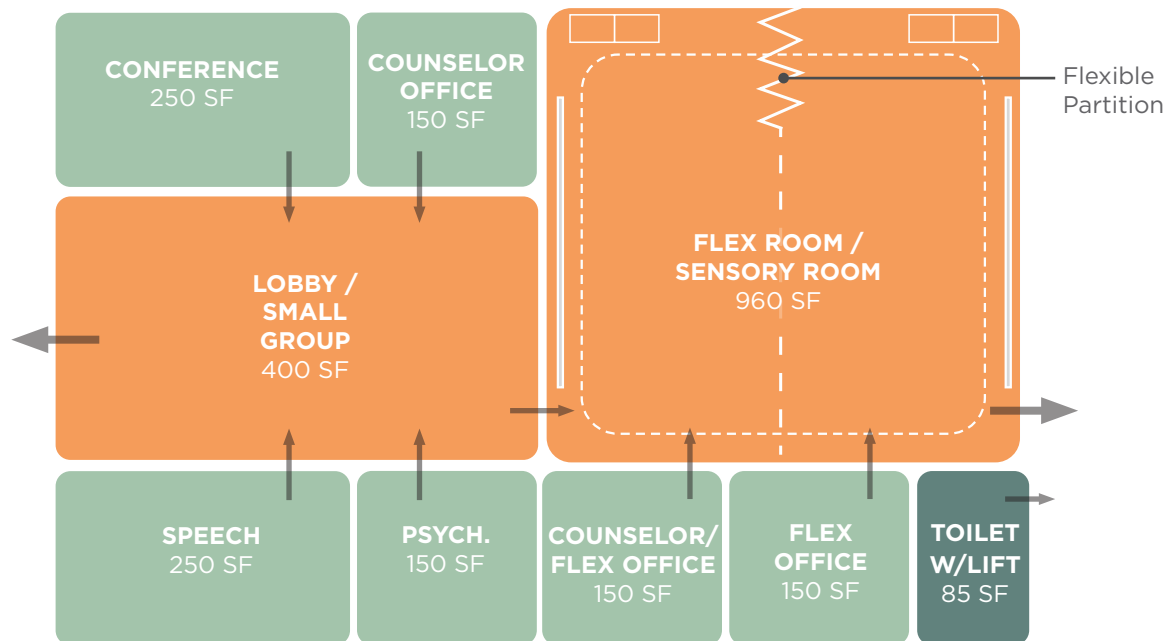 CONFERENCE
250 SF
COUNSELOR
OFFICE
150 SF
Flexible
Partition
LOBBY /
SMALL
GROUP
400 SF
FLEX ROOM /
SENSORY ROOM
960 SF
SPEECH
250 SF
PSYCH.
150 SF
COUNSELOR/
FLEX OFFICE
150 SF
FLEX
OFFICE
150 SF
TOILET
W/LIFT
85 SF